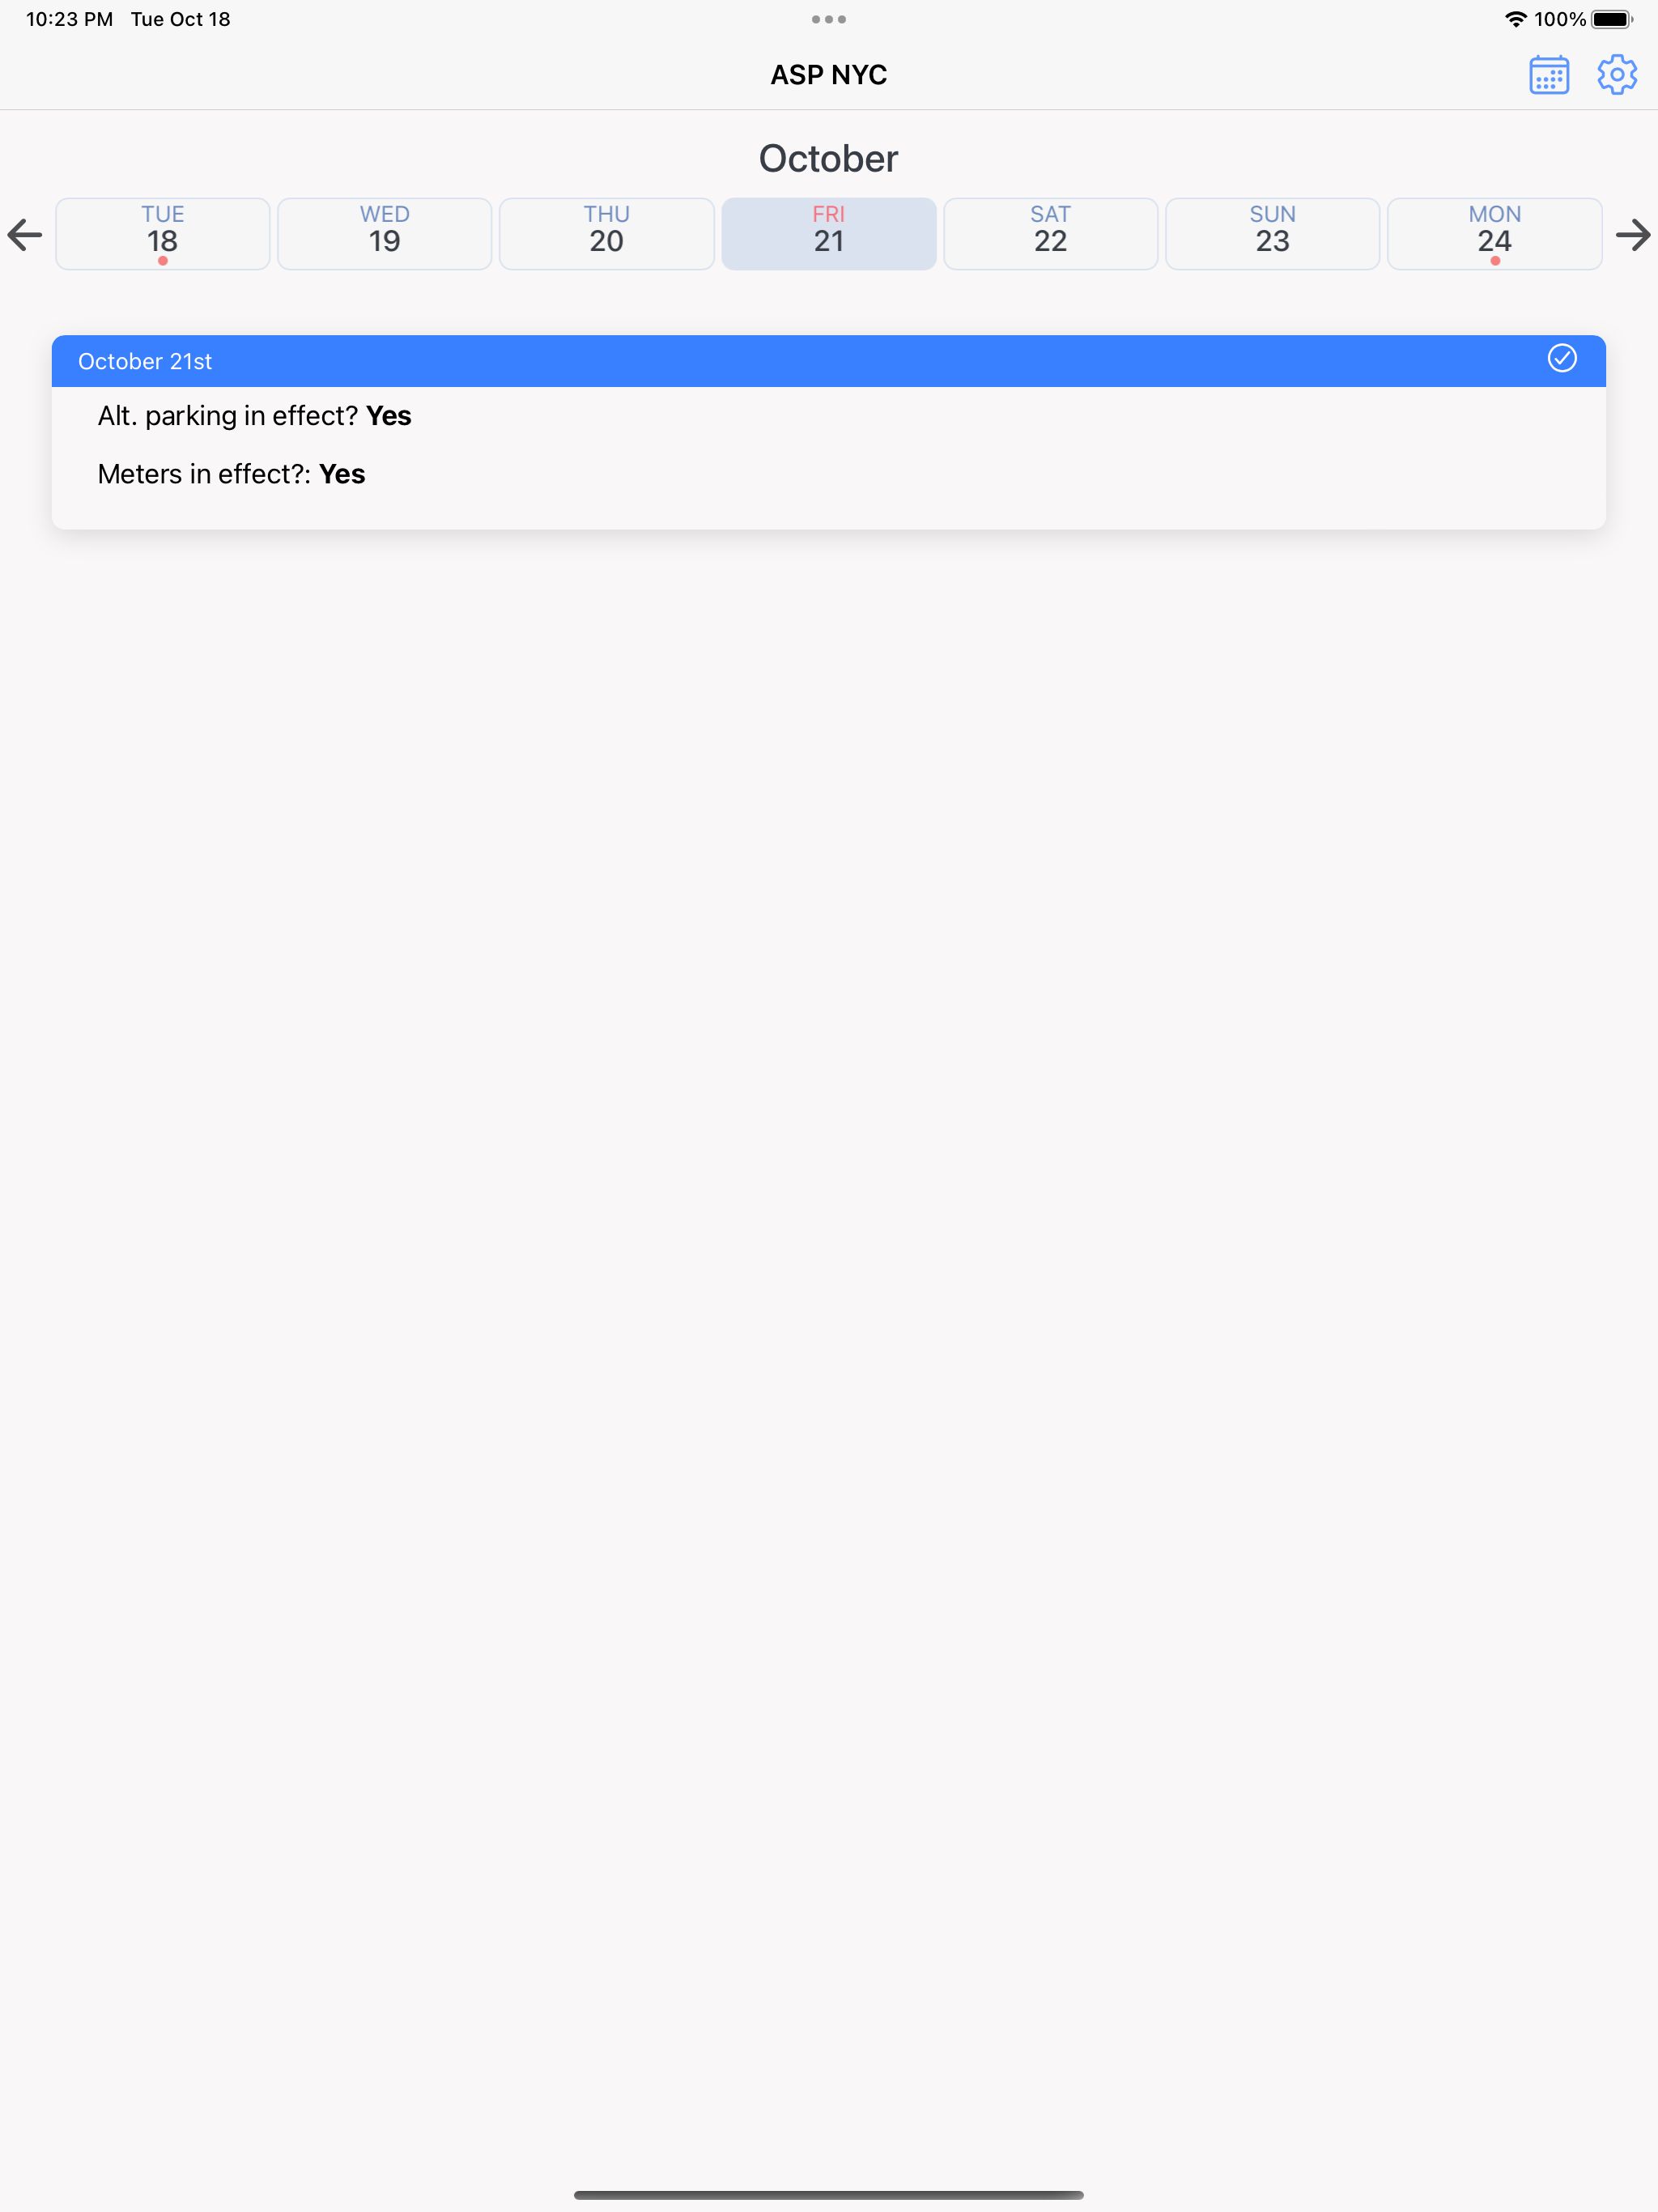 10:23 PM Tue Oct 18 100%
ASP NYC
October
TUE WED THU FRI SAT SUN MON
18 19 20 21 22 23 24
October 21st
Alt. parking in effect? Yes
Meters in effect?: Yes